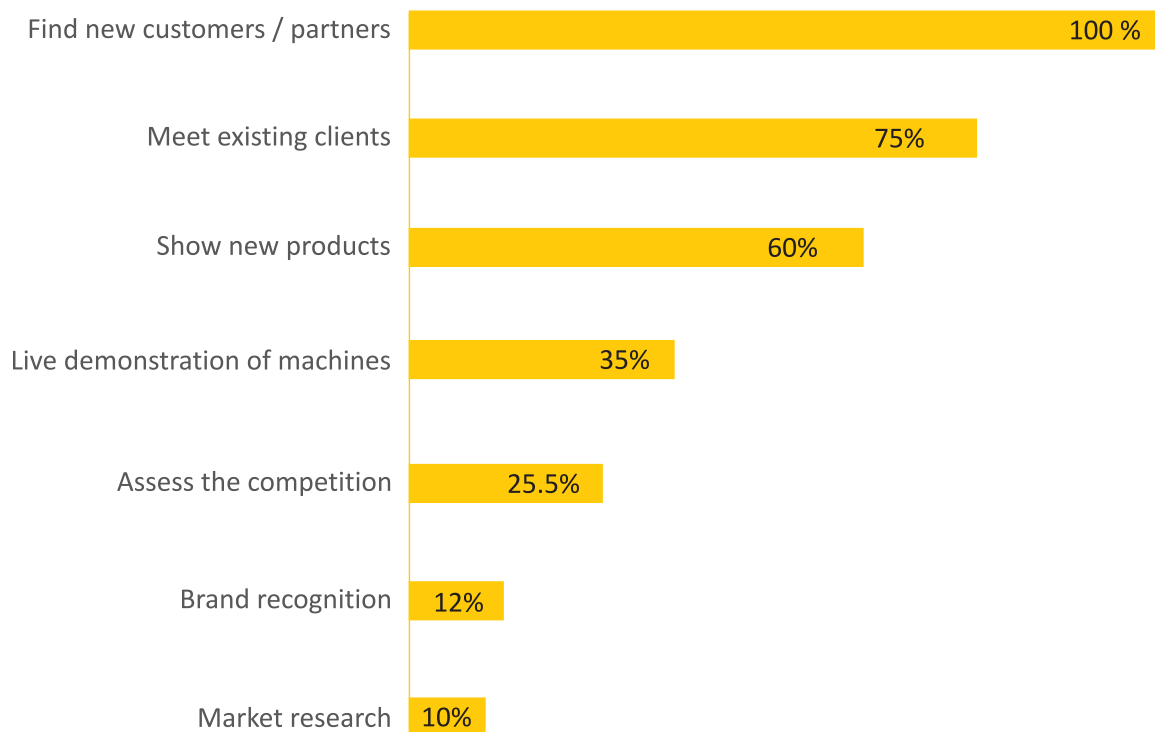 Find new customers / partners 100 %
Meet existing clients 75%
Show new products 60%
Live demonstration of machines 35%
Assess the competition 25.5%
Brand recognition 12%
Market research 10%